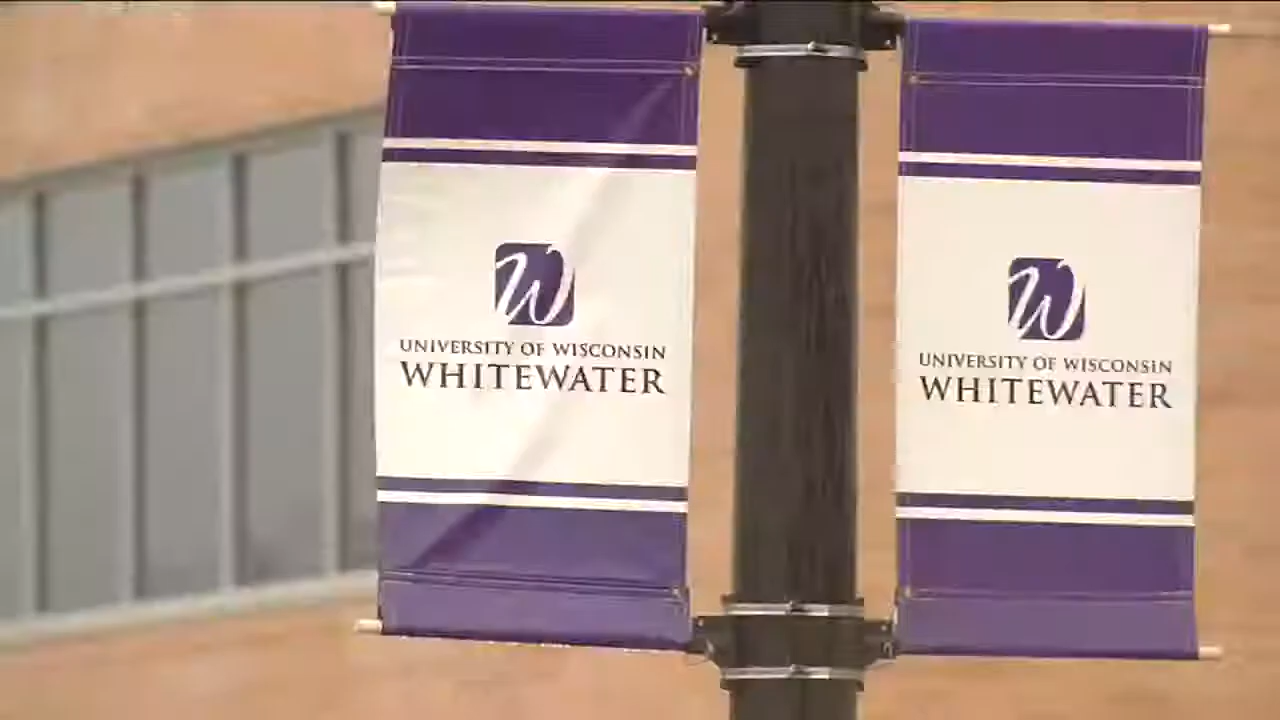 W
UNIVERSITY OF WISCONSIN
WHITEWATER
W
UNIVERSITY OF WISCONSIN
WHITEWATER